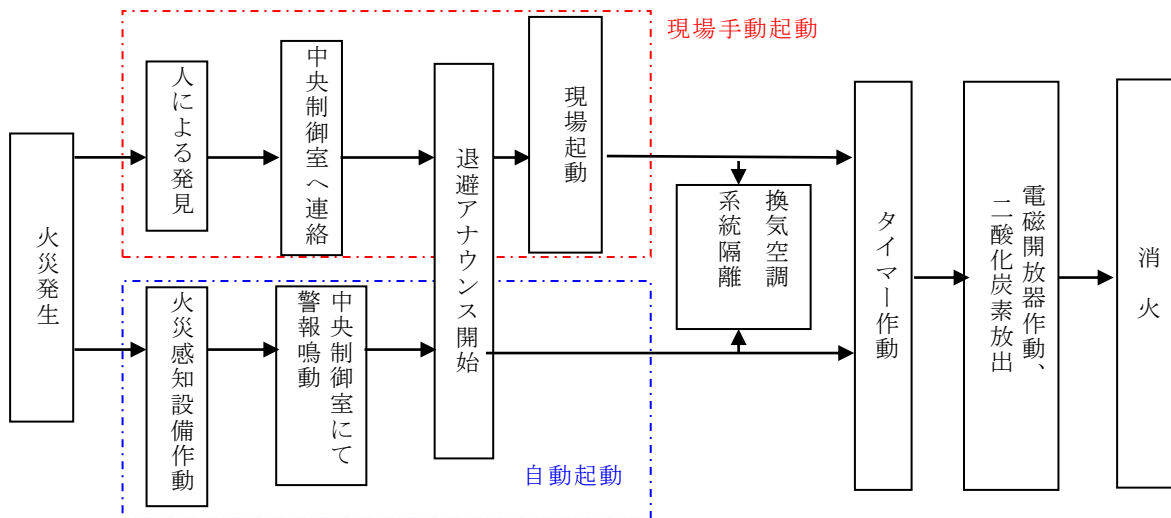 現場手動起動
火災発生
人による発見
中央制御室へ連絡
退避アナウンス開始
現場起動
換気空調
系統隔離
タイマー作動
電磁開放器作動、
二酸化炭素放出
消火
火災感知設備作動
中央制御室にて
警報鳴動
自動起動